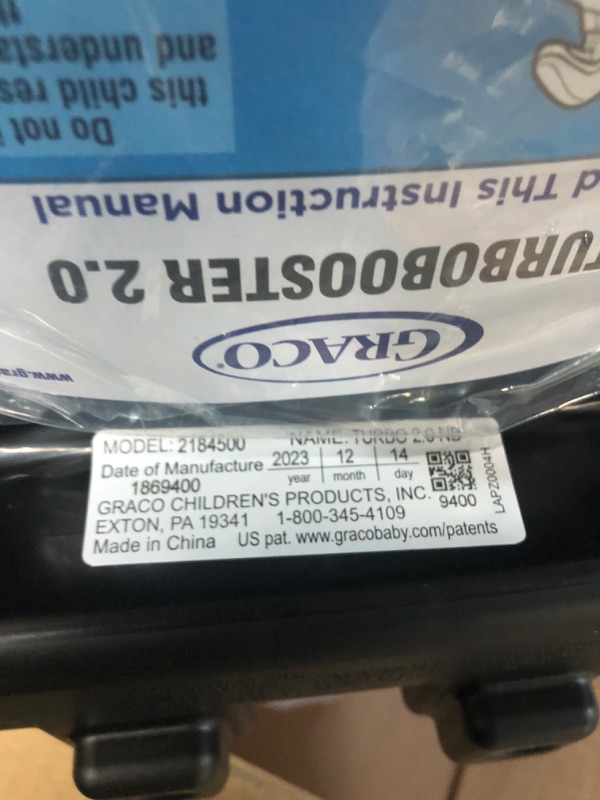 GRACO®
TURBOBOOSTER 2.0
d This Instruction Manual
Do not
this child res
and understa
www.gra
MODEL: 2184500 NAME: TURBO 2.0 NB
Date of Manufacture 2023 12 14
year month day
1869400
GRACO CHILDREN'S PRODUCTS, INC. 9400
EXTON, PA 19341 1-800-345-4109
Made in China US pat. www.gracobaby.com/patents
LAPZ0004H